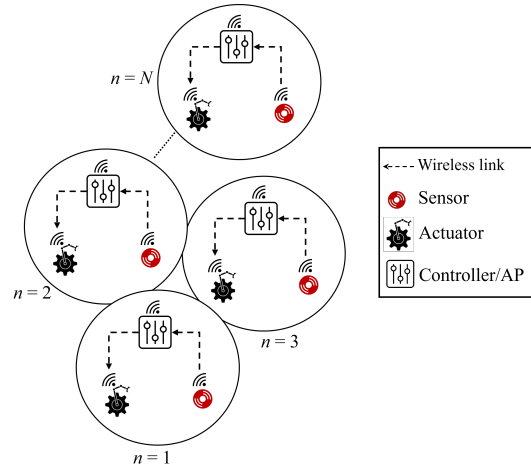 n = N
n = 2
n = 3
n = 1
Wireless link
Sensor
Actuator
Controller/AP